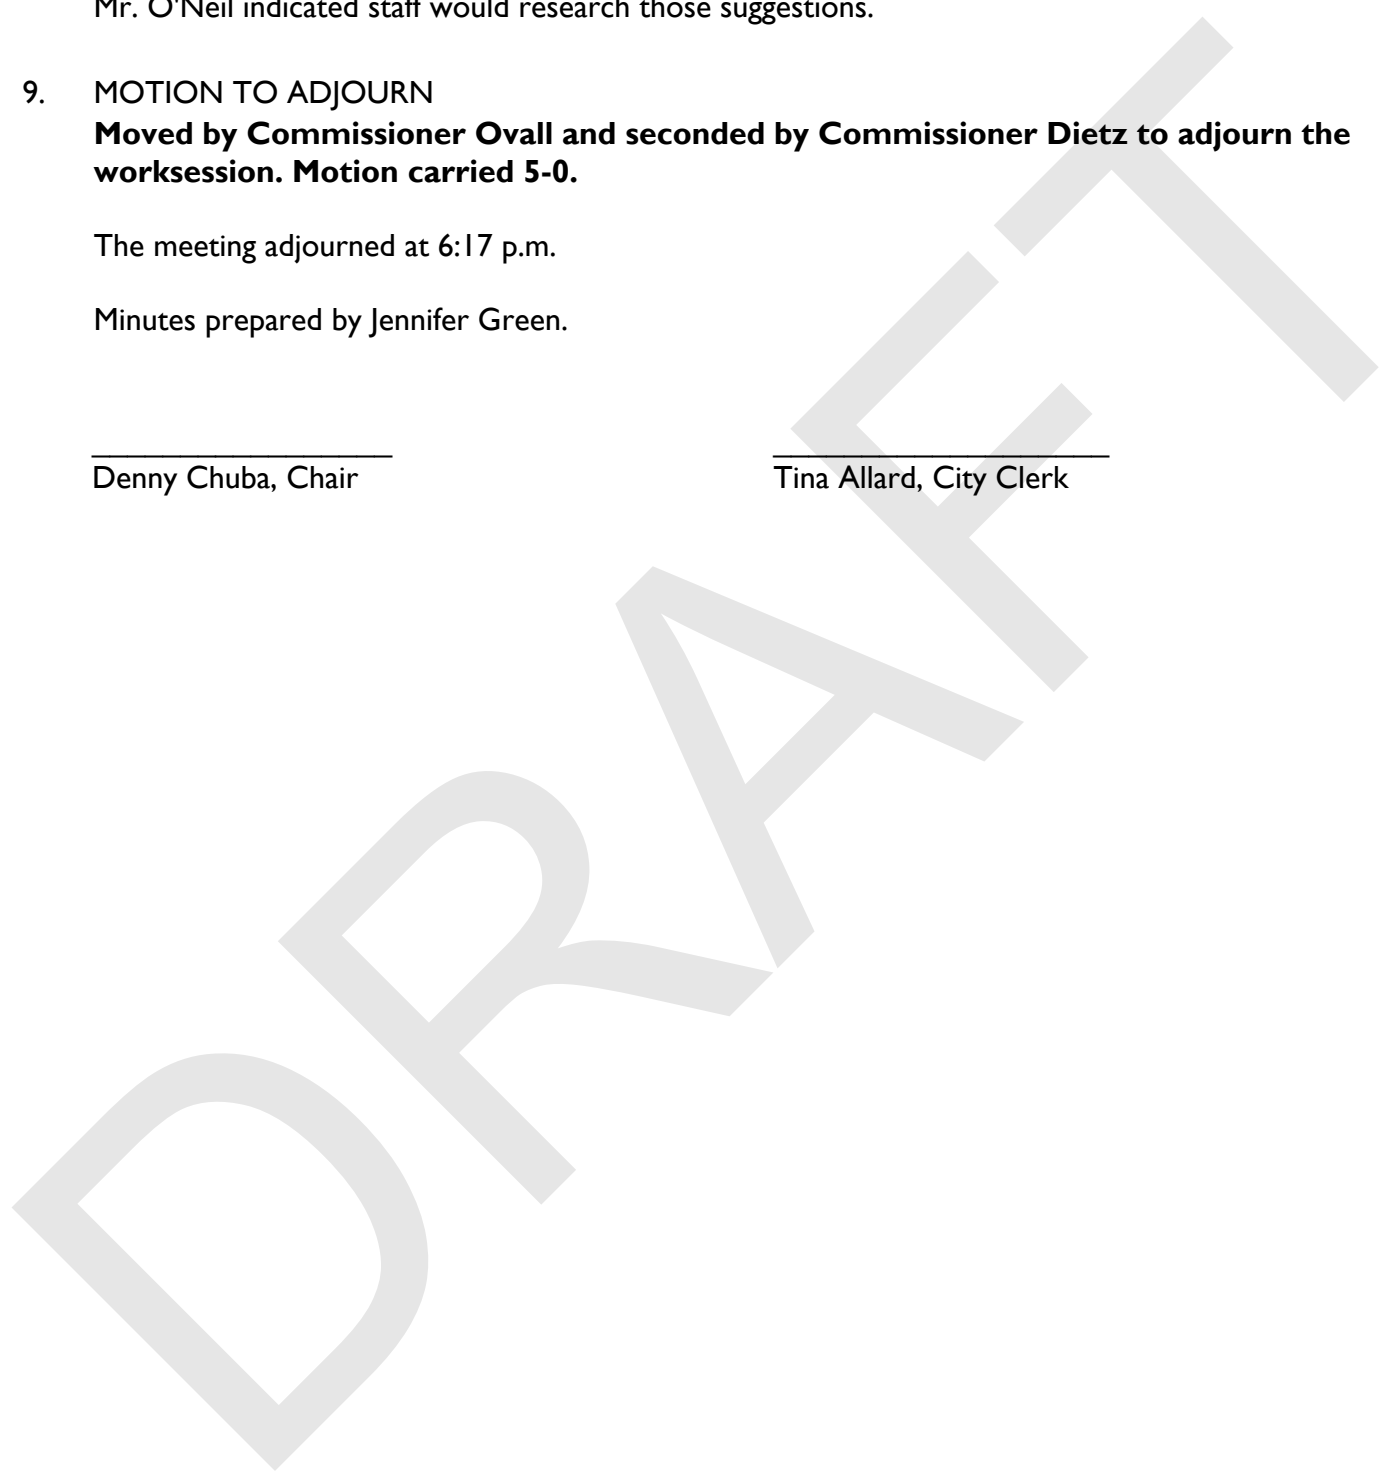 Mr. O'Neil indicated staff would research those suggestions.
9. MOTION TO ADJOURN
Moved by Commissioner Ovall and seconded by Commissioner Dietz to adjourn the
worksession. Motion carried 5-0.
The meeting adjourned at 6:17 p.m.
Minutes prepared by Jennifer Green.
Denny Chuba, Chair
Tina Allard, City Clerk
DRAFT